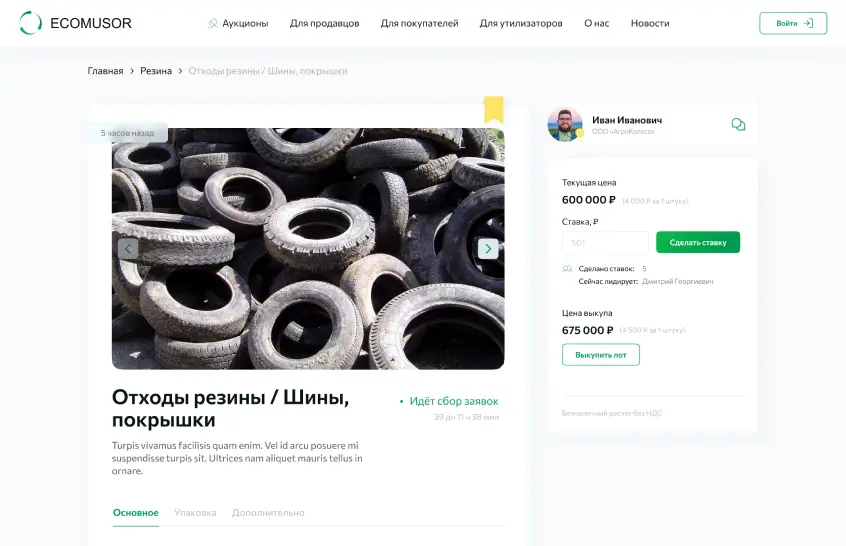 ECOMUSOR
Аукционы
Для продавцов
Для покупателей
Для утилизаторов
О нас
Новости
Войти
Главная > Резина > Отходы резины / Шины, покрышки
5 часов назад
Отходы резины / Шины,
покрышки
• Идёт сбор заявок
39 дн 11 ч 38 мин
Turpis vivamus facilisis quam enim. Vel id arcu posuere mi
suspendisse turpis sit. Ultrices nam aliquet mauris tellus in
ornare.
Основное
Упаковка
Дополнительно
Иван Иванович
ООО «АгроКолеса»
Текущая цена
600 000 ₽ (4 000 ₽ за 1 штуку)
Ставка, ₽
501
Сделать ставку
Сделано ставок: 5
Сейчас лидирует: Дмитрий Георгиевич
Цена выкупа
675 000 ₽ (4 500 ₽ за 1 штуку)
Выкупить лот
Безналичный расчёт без НДС